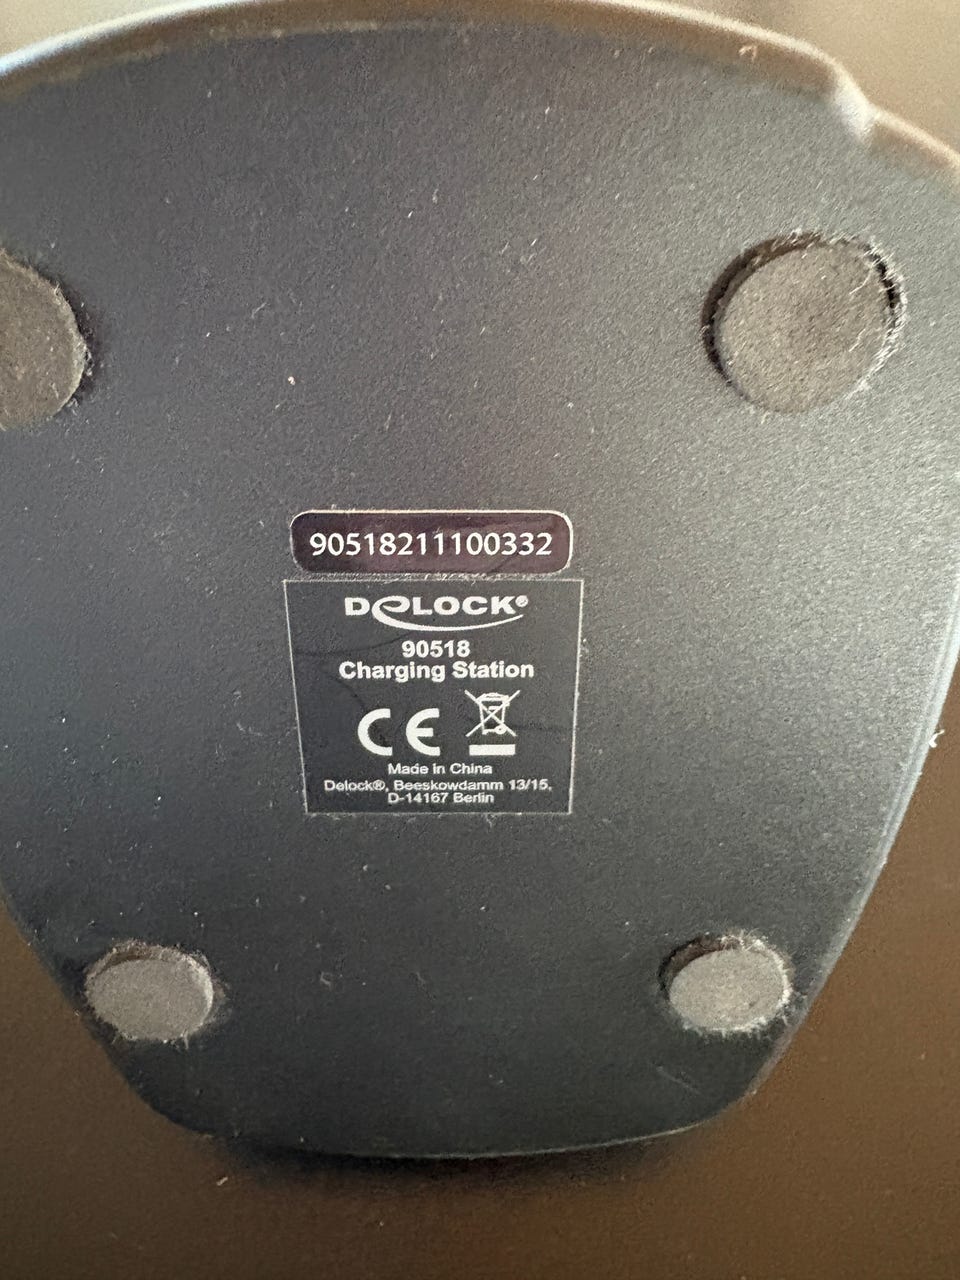 90518211100332
DeLOCK®
90518
Charging Station
CE
Made in China
Delock®, Beeskowdamm 13/15,
D-14167 Berlin